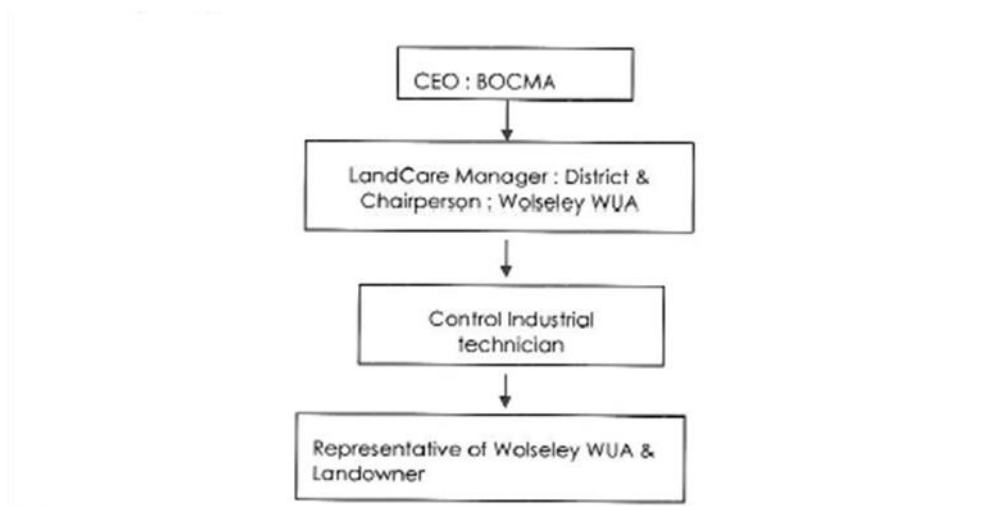 CEO : BOCMA
LandCare Manager : District &
Chairperson ; Wolseley WUA
Control Industrial
technician
Representative of Wolseley WUA &
Landowner